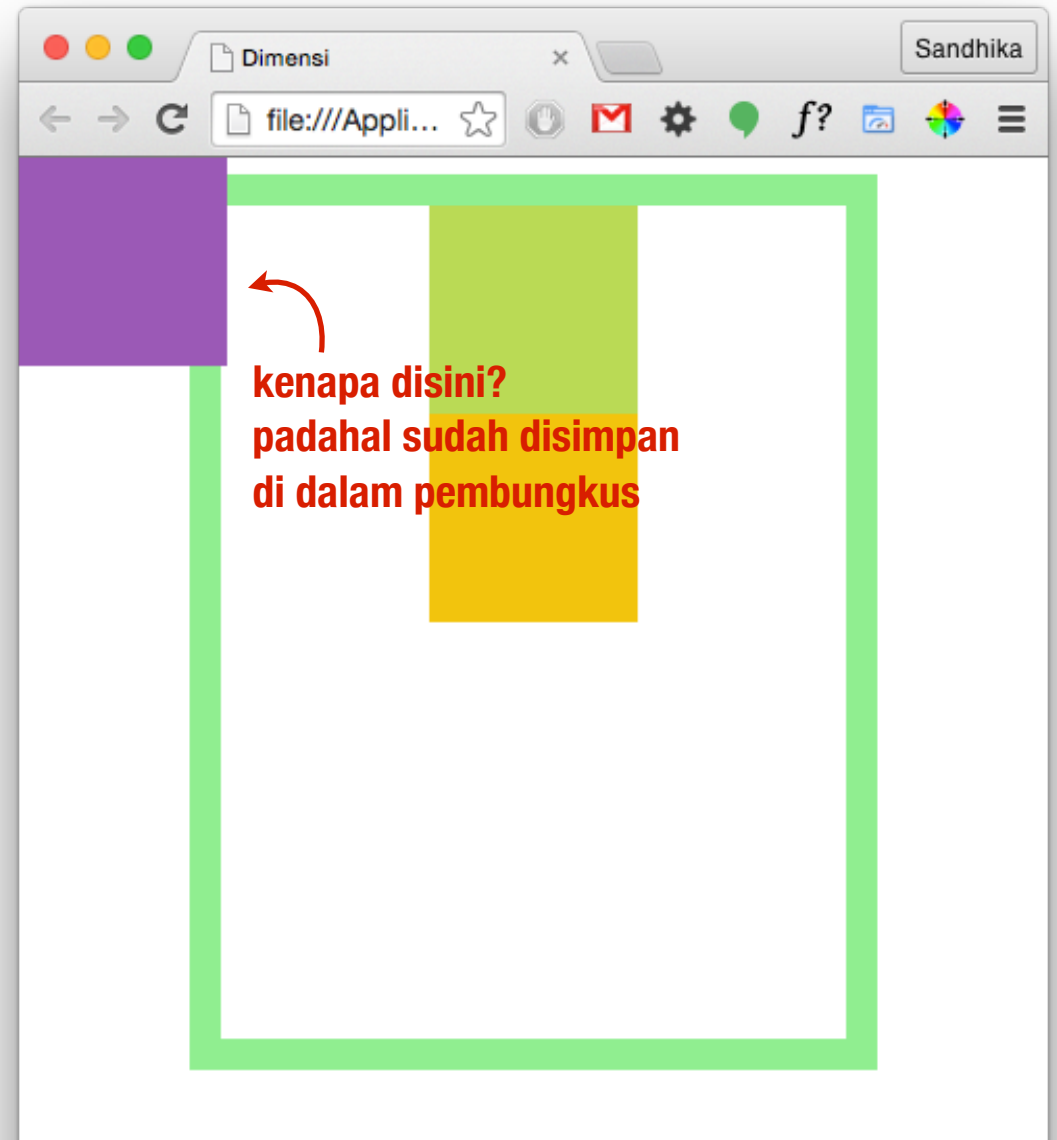 Dimensi
Sandhika
file:///Appli...
f?
kenapa disini?
padahal sudah disimpan
di dalam pembungkus